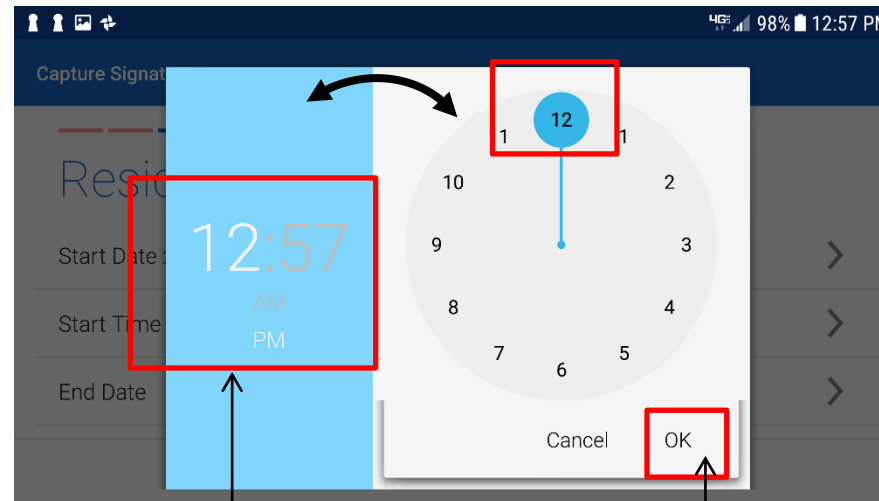 4G 98% 12:57 PM
Capture Signat
Resid
Start Date :
Start Time
End Date
12:57
AM
PM
12
11
1
10
2
9
3
8
4
7
5
6
Cancel OK